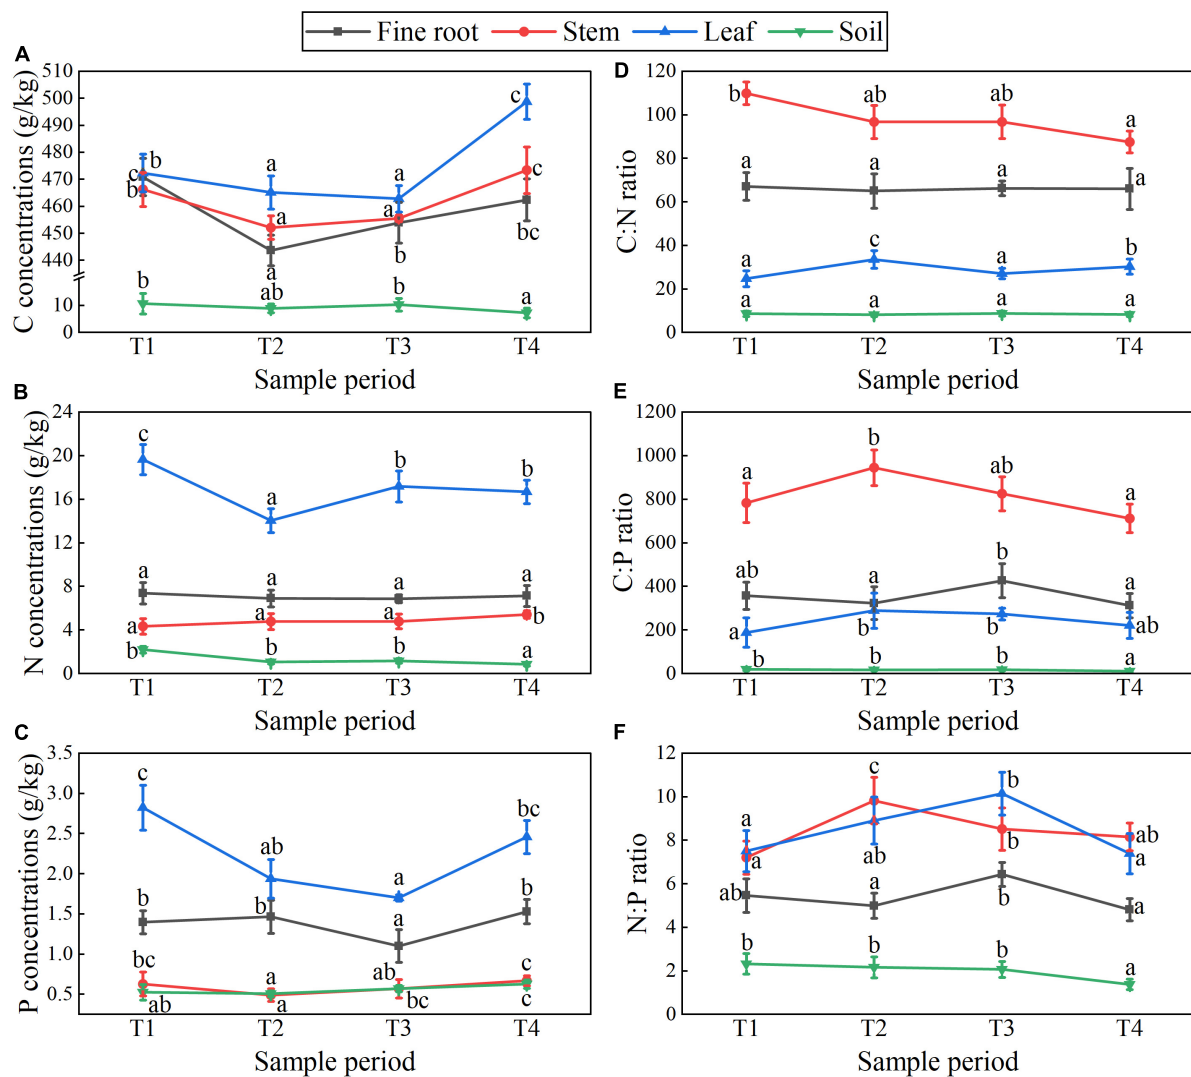 Fine root Stem Leaf Soil
A
C concentrations (g/kg)
510
500
490
480
470
460
450
440
10
0
b
c
b
a
a
a
a
a
b
c
c
bc
b
ab
b
a
T1 T2 T3 T4
Sample period
D
C:N ratio
120
100
80
60
40
20
0
b ab ab a
a a a a
a c a b
a a a a
T1 T2 T3 T4
Sample period
B
N concentrations (g/kg)
24
20
16
12
8
4
0
c a b b
a a a a
a a a b
b b b a
T1 T2 T3 T4
Sample period
E
C:P ratio
1200
1000
800
600
400
200
0
a b ab a
ab a b a
a b b ab
b b b a
T1 T2 T3 T4
Sample period
C
P concentrations (g/kg)
3.5
3.0
2.5
2.0
1.5
1.0
0.5
c ab a bc
b b a b
bc a ab c
ab a bc c
T1 T2 T3 T4
Sample period
F
N:P ratio
12
10
8
6
4
2
0
a c b ab
a ab b a
ab a b a
b b b a
T1 T2 T3 T4
Sample period